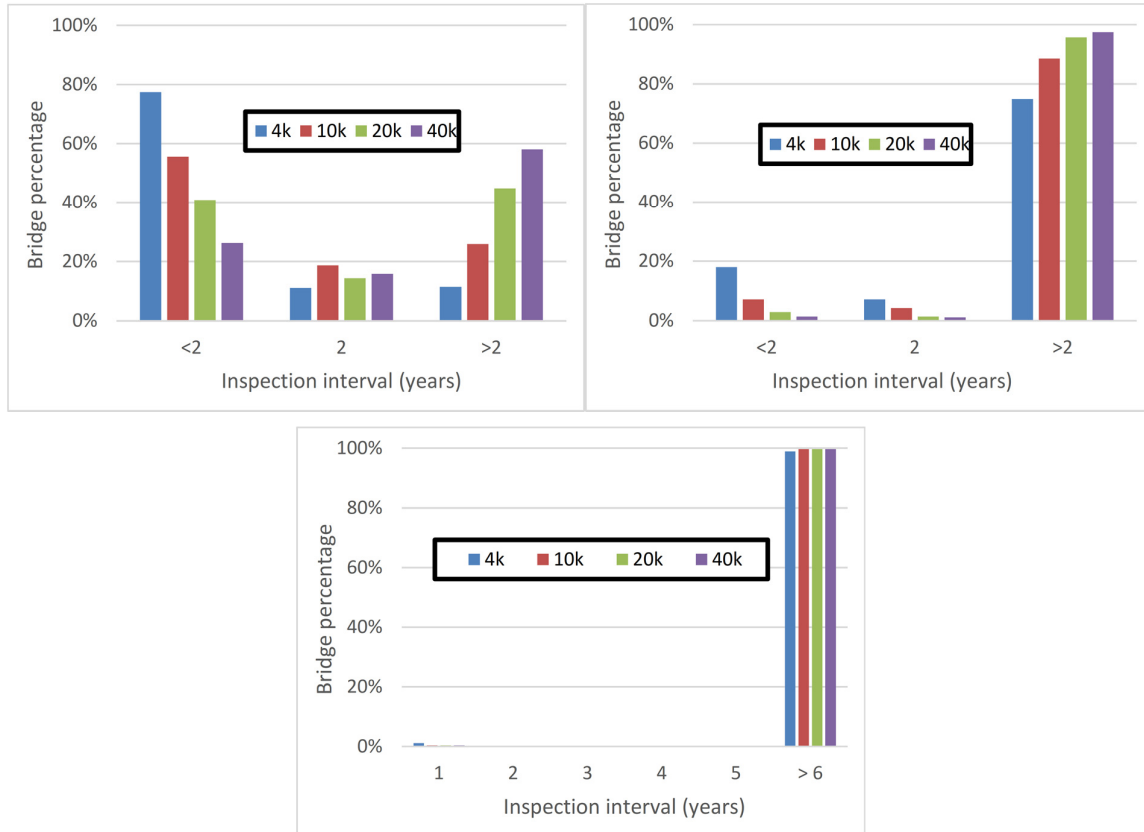 100%
80%
60%
40%
20%
0%
Bridge percentage
4k 10k 20k 40k
<2 2 >2
Inspection interval (years)
100%
80%
60%
40%
20%
0%
Bridge percentage
4k 10k 20k 40k
<2 2 >2
Inspection interval (years)
100%
80%
60%
40%
20%
0%
Bridge percentage
4k 10k 20k 40k
1 2 3 4 5 > 6
Inspection interval (years)